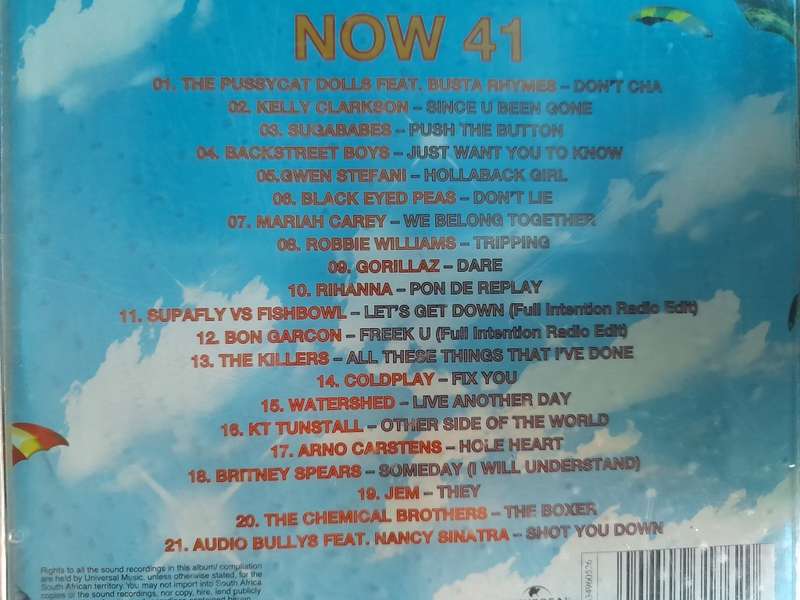 NOW 41
01. THE PUSSYCAT DOLLS FEAT. BUSTA RHYMES – DON'T CHA
02. KELLY CLARKSON – SINCE U BEEN GONE
03. SUGABABES – PUSH THE BUTTON
04. BACKSTREET BOYS – JUST WANT YOU TO KNOW
05.GWEN STEFANI – HOLLABACK GIRL
06. BLACK EYED PEAS – DON'T LIE
07. MARIAH CAREY – WE BELONG TOGETHER
08. ROBBIE WILLIAMS – TRIPPING
09. GORILLAZ – DARE
10. RIHANNA – PON DE REPLAY
11. SUPAFLY VS FISHBOWL – LET'S GET DOWN (Full Intention Radio Edit)
12. BON GARCON – FREEK U (Full Intention Radio Edit)
13. THE KILLERS – ALL THESE THINGS THAT I'VE DONE
14. COLDPLAY – FIX YOU
15. WATERSHED – LIVE ANOTHER DAY
16. KT TUNSTALL – OTHER SIDE OF THE WORLD
17. ARNO CARSTENS – HOLE HEART
18. BRITNEY SPEARS – SOMEDAY (I WILL UNDERSTAND)
19. JEM – THEY
20. THE CHEMICAL BROTHERS – THE BOXER
21. AUDIO BULLYS FEAT. NANCY SINATRA – SHOT YOU DOWN
Rights to all the sound recordings in this album/ compilation
are held by Universal Music, unless otherwise stated, for the
South African territory. You may not import into South Africa
copies or the sound recordings, nor copy, hire, lend publicly